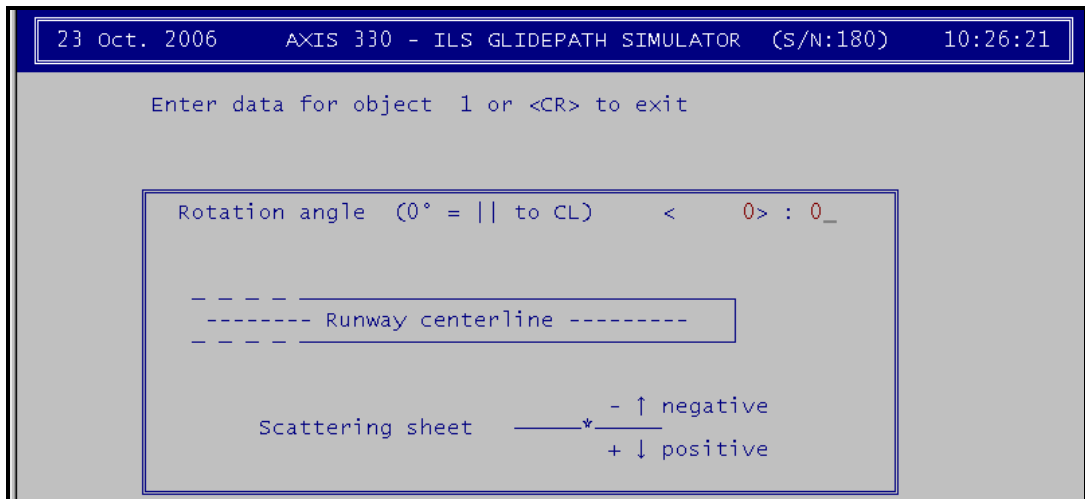 23 Oct. 2006 AXIS 330 - ILS GLIDEPATH SIMULATOR (S/N:180) 10:26:21
Enter data for object 1 or <CR> to exit
Rotation angle (0° = || to CL) < 0> : 0_
-------- Runway centerline ---------
- ↑ negative
Scattering sheet ———*———
+ ↓ positive